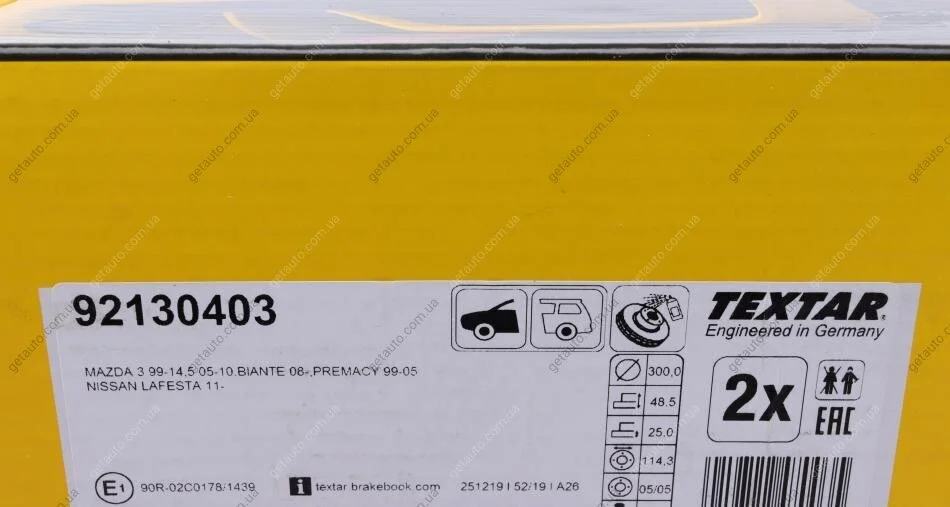 92130403
TEXTAR
Engineered in Germany
MAZDA 3 99-14,5 05-10.BIANTE 08-,PREMACY 99-05
NISSAN LAFESTA 11-
300,0
48.5
25.0
114,3
05/05
2x
EAC
E1
90R-02C0178/1439
i
textar brakebook.com
251219 I 52/19 I A26
getauto.com.ua